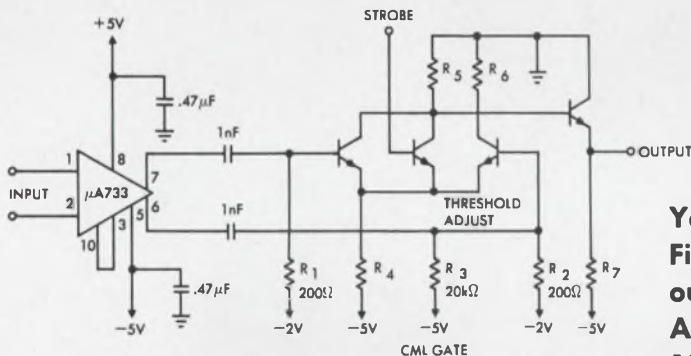 STROBE
+5V
.47μF
R5
R6
1nF
8
1
7
INPUT
μA733
6
2
5
3
10
1nF
THRESHOLD
ADJUST
OUTPUT
.47μF
R1
200Ω
R4
R3
20kΩ
R2
200Ω
R7
-5V
-2V
-5V
-5V
-2V
-5V
CML GATE
Fi
A